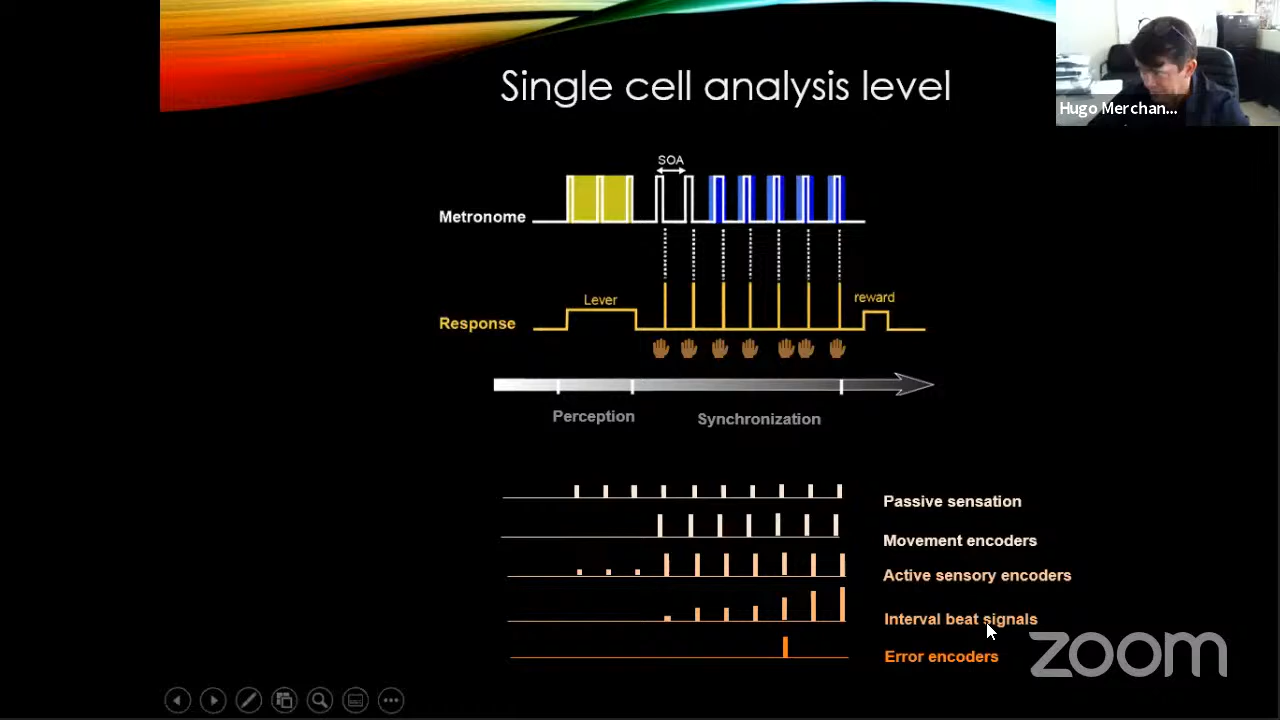 Single cell analysis level
Hugo Merchan...
SOA
Metronome
Lever
reward
Response
Perception
Synchronization
Passive sensation
Movement encoders
Active sensory encoders
Interval beat signals
Error encoders
zoom